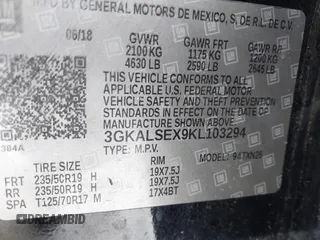 MFD BY GENERAL MOTORS DE MEXICO, S. DE R.L. DE C.V.
06/18 GVWR GAWR FRT GAWR RR
2100 KG 1175 KG 1200 KG
4630 LB 2590 LB 2645 LB
THIS VEHICLE CONFORMS TO ALL
APPLICABLE U.S. FEDERAL MOTOR
VEHICLE SAFETY, BUMPER, AND THEFT
PREVENTION STANDARDS IN EFFECT ON THE
DATE OF MANUFACTURE SHOWN ABOVE.
3GKALSEX9KL103294
384A TYPE: M.P.V. 94TXN26
TIRE SIZE RIM
FRT 235/50R19 H 19X7.5J
RR 235/50R19 H 19X7.5J
SPA T125/70R17 M 17X4BT
©DREAMBID